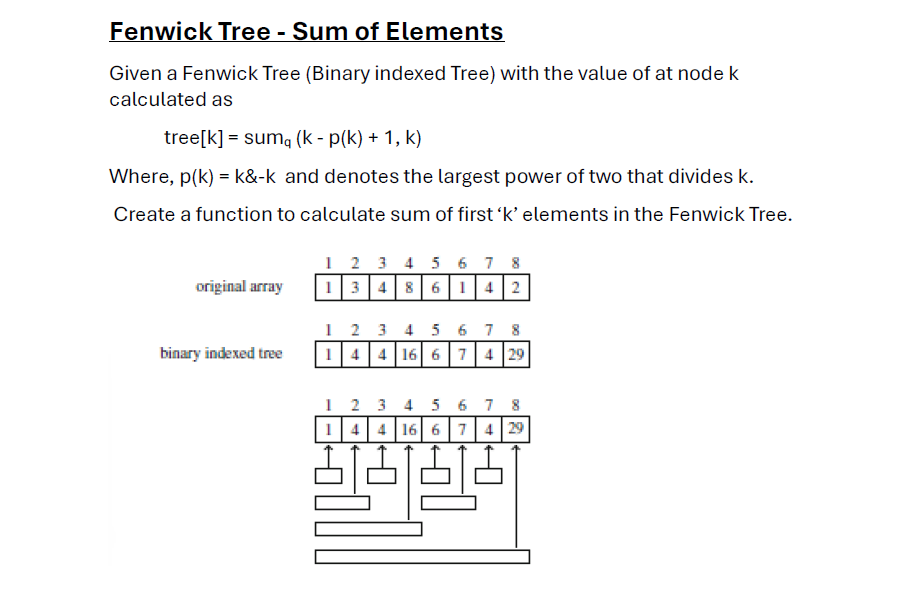 Fenwick Tree - Sum of Elements
Given a Fenwick Tree (Binary indexed Tree) with the value of at node k
calculated as
tree[k] = sumq (k - p(k) + 1, k)
Where, p(k) = k&-k and denotes the largest power of two that divides k.
Create a function to calculate sum of first ‘k’ elements in the Fenwick Tree.
1 2 3 4 5 6 7 8
original array 1 3 4 8 6 1 4 2
1 2 3 4 5 6 7 8
binary indexed tree 1 4 4 16 6 7 4 29
1 2 3 4 5 6 7 8
1 4 4 16 6 7 4 29